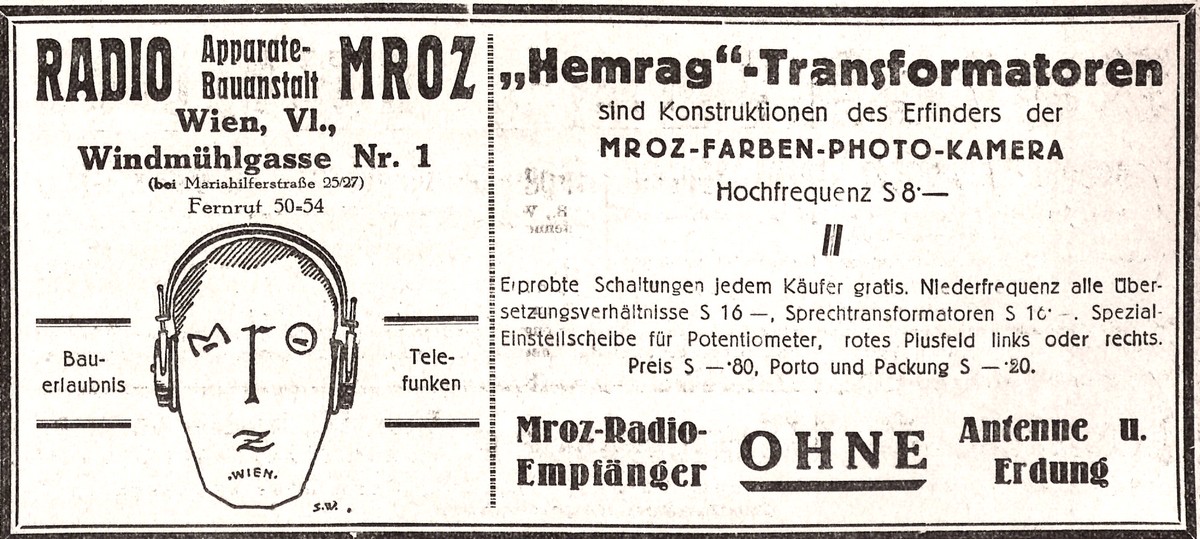 RADIO Apparate-Bauanstalt MROZ
Wien, VI.,
Windmühlgasse Nr. 1
(bei Mariahilferstraße 25/27)
Fernruf 50=54
Bau-
erlaubnis
Tele-
funken
M r o z
.WIEN.
S.W.
„Hemrag“-Transformatoren
sind Konstruktionen des Erfinders der
MROZ-FARBEN-PHOTO-KAMERA
Hochfrequenz S 8·—
Erprobte Schaltungen jedem Käufer gratis. Niederfrequenz alle Über-
setzungsverhältnisse S 16 —, Sprechtransformatoren S 16· –. Spezial-
Einstellscheibe für Potentiometer, rotes Plusfeld links oder rechts.
Preis S —·80, Porto und Packung S —·20.
Mroz-Radio-
Empfänger
OHNE
Antenne u.
Erdung